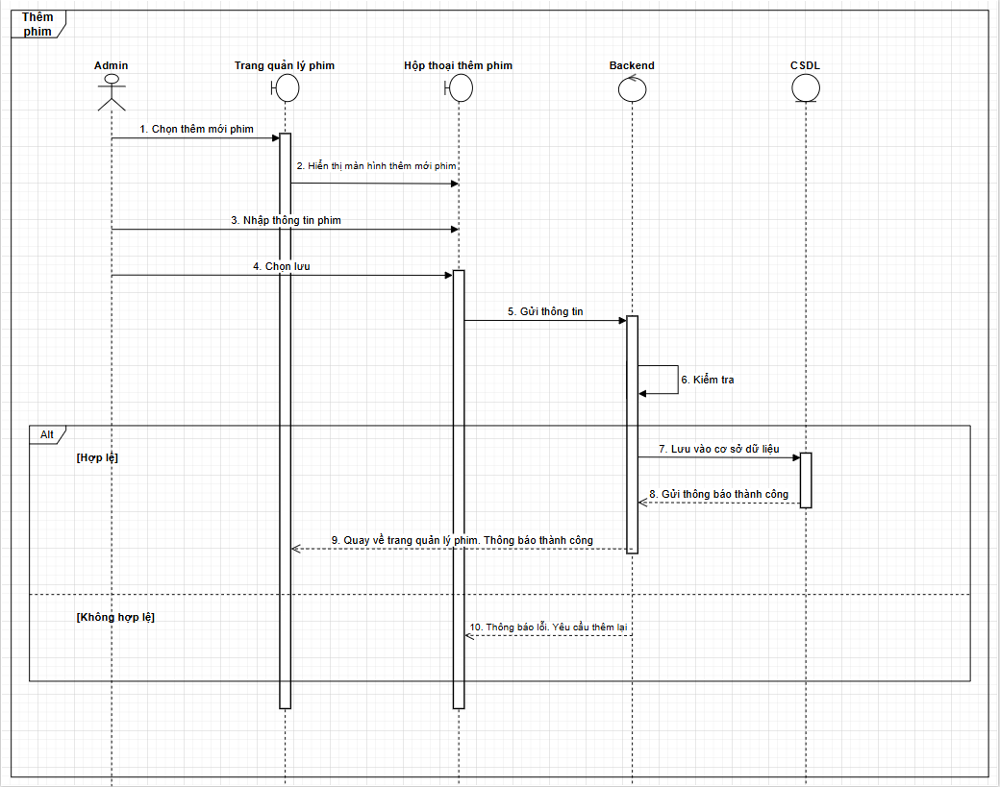 Thêm
phim
Admin
Trang quản lý phim
Hộp thoại thêm phim
Backend
CSDL
1. Chọn thêm mới phim
2. Hiển thị màn hình thêm mới phim
3. Nhập thông tin phim
4. Chọn lưu
5. Gửi thông tin
6. Kiểm tra
Alt
[Hợp lệ]
7. Lưu vào cơ sở dữ liệu
8. Gửi thông báo thành công
9. Quay về trang quản lý phim. Thông báo thành công
[Không hợp lệ]
10. Thông báo lỗi. Yêu cầu thêm lại